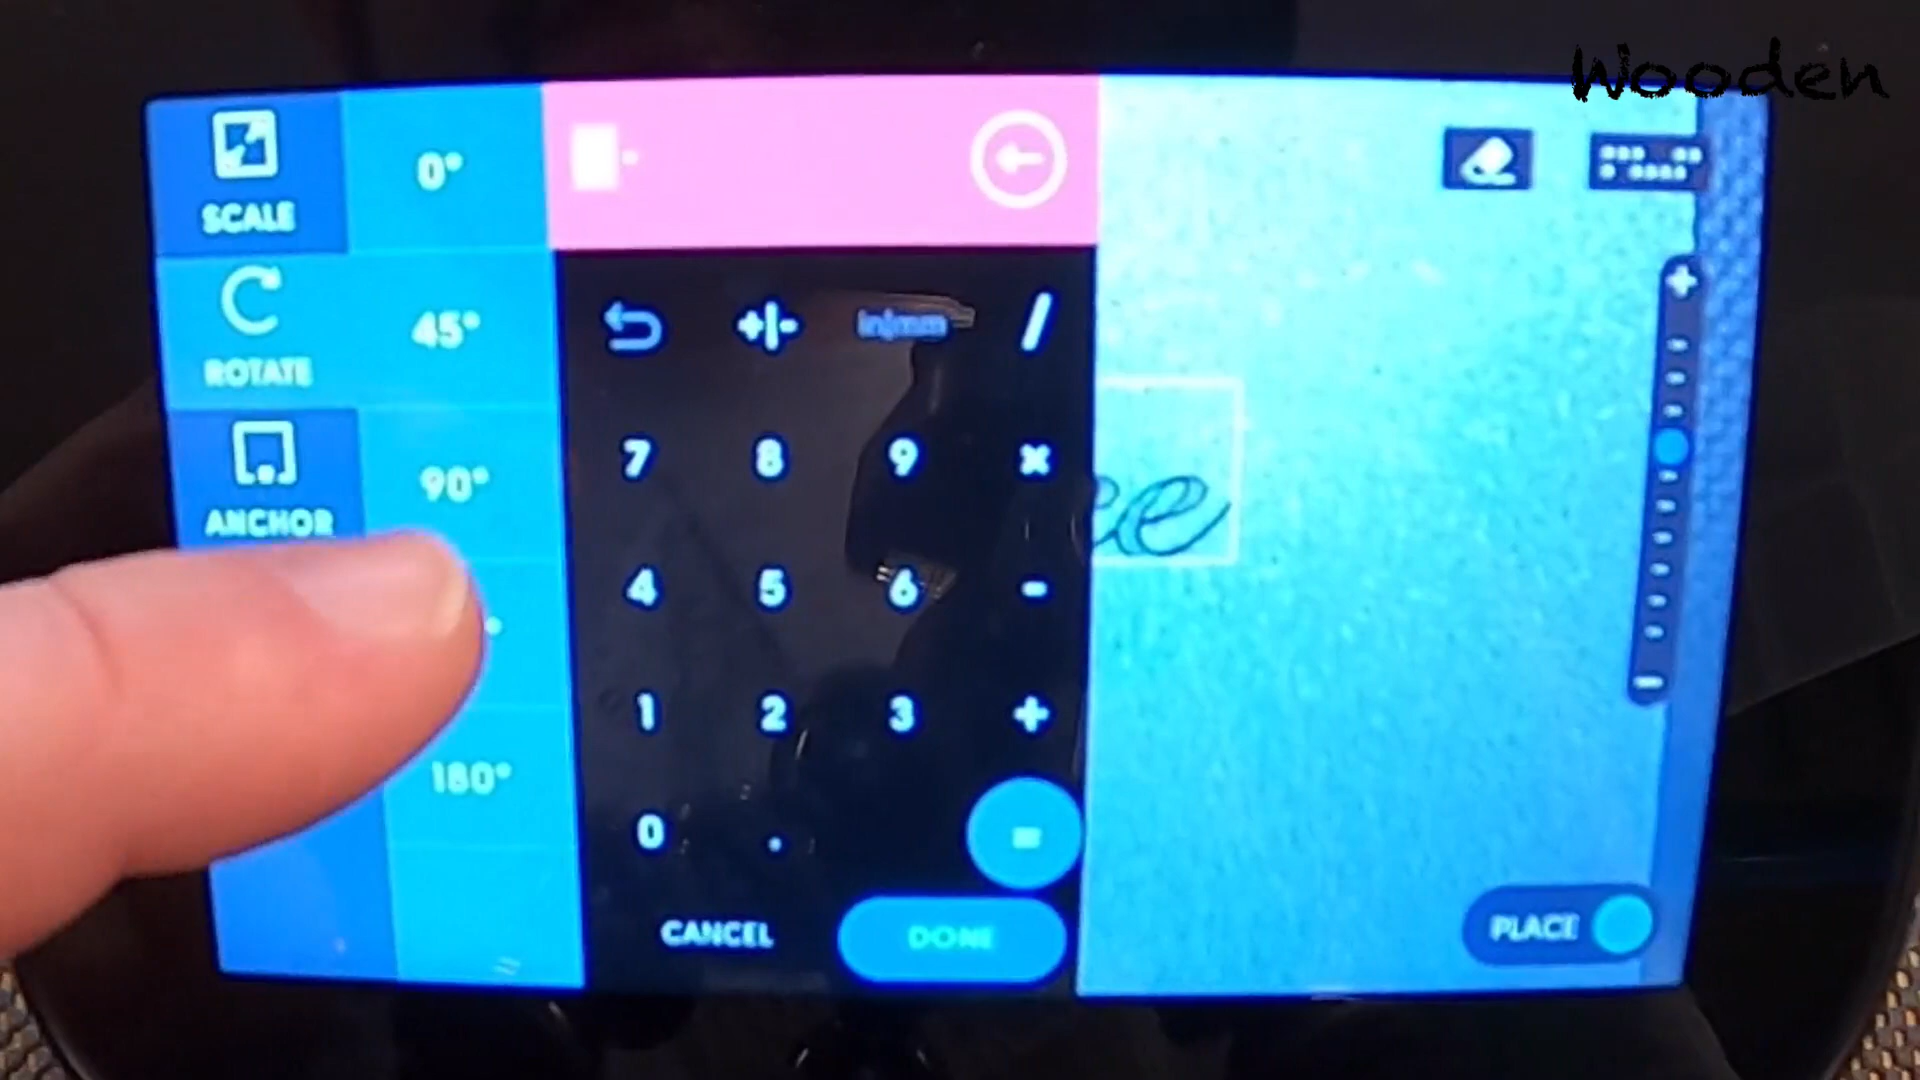 Wooden
SCALE
0°
ROTATE
45°
ANCHOR
90°
180°
+|-
in|mm
/
7 8 9 ×
4 5 6 -
1 2 3 +
0 . =
CANCEL
DONE
ee
+
-
PLACE